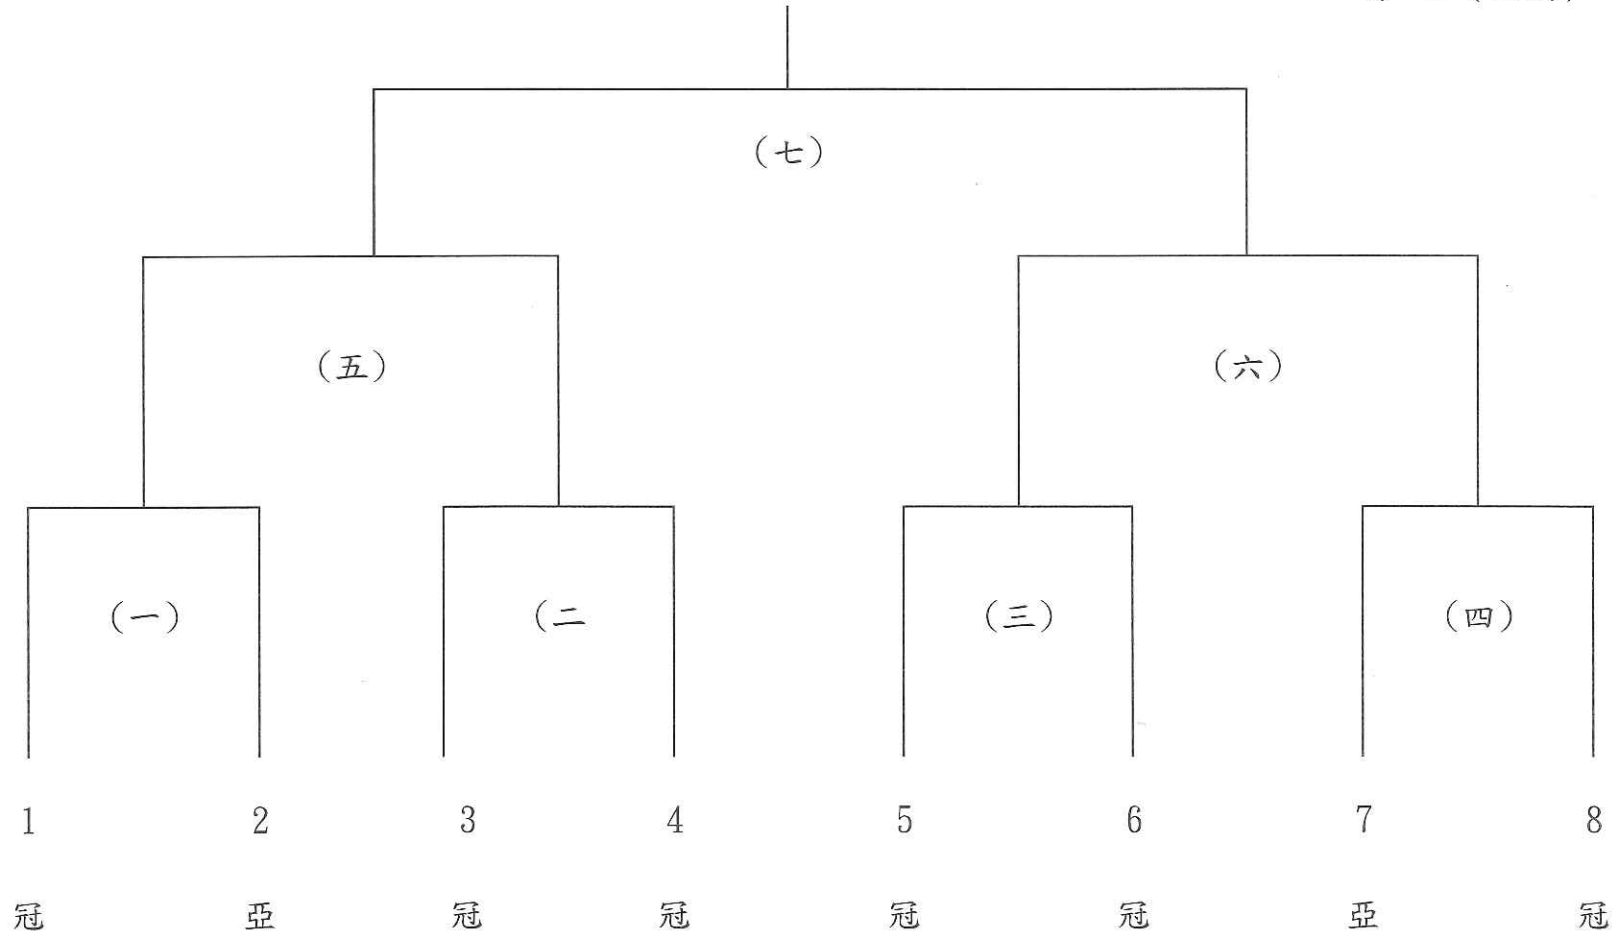 (七)
(五) (六)
(一) (二 (三) (四)
1 2 3 4 5 6 7 8
冠 亞 冠 冠 冠 冠 亞 冠